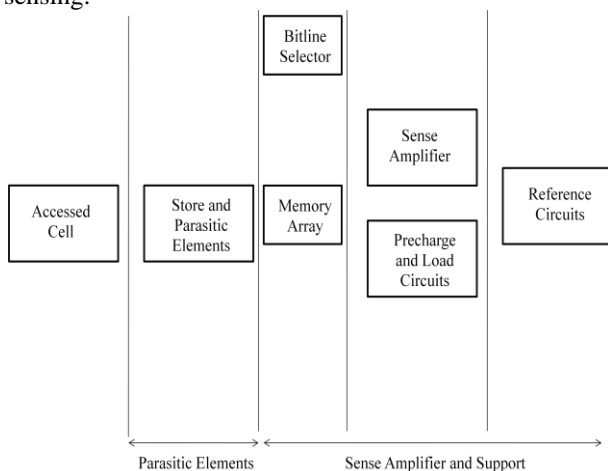 sensing.
Bitline
Selector
Sense
Amplifier
Accessed
Cell
Store and
Parasitic
Elements
Memory
Array
Precharge
and Load
Circuits
Reference
Circuits
Parasitic Elements
Sense Amplifier and Support